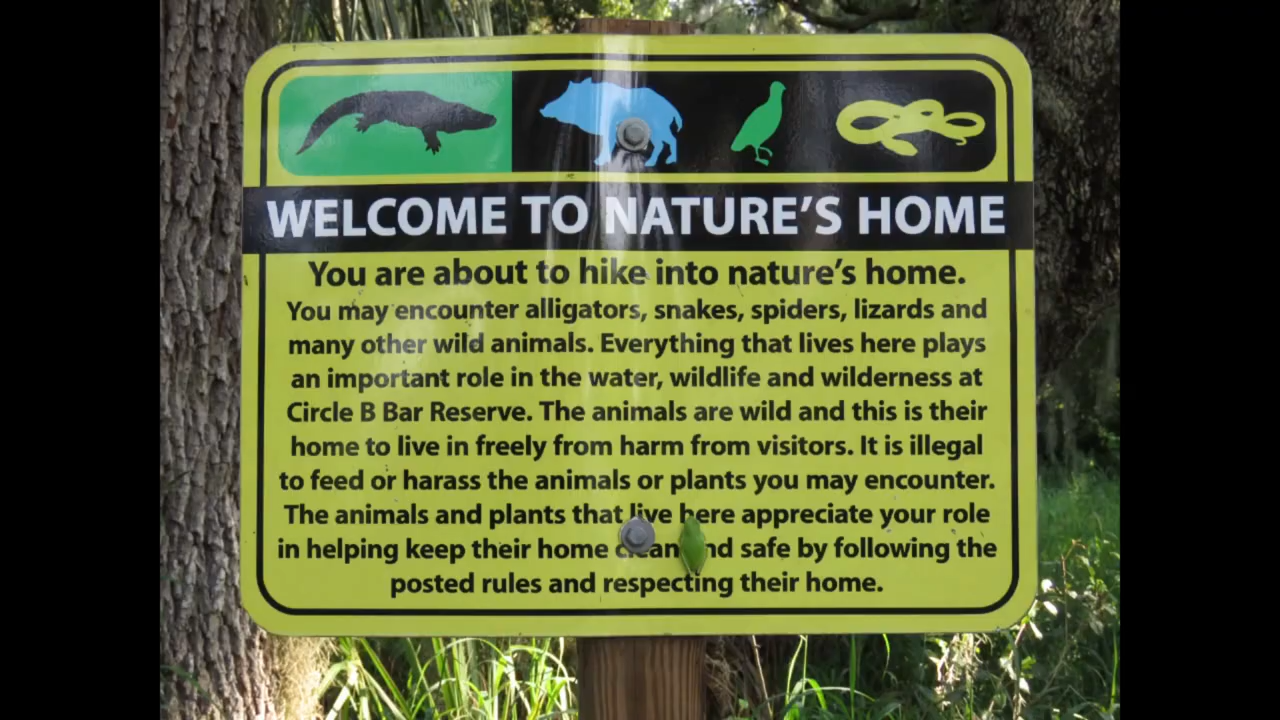 WELCOME TO NATURE'S HOME
You are about to hike into nature's home.
You may encounter alligators, snakes, spiders, lizards and
many other wild animals. Everything that lives here plays
an important role in the water, wildlife and wilderness at
Circle B Bar Reserve. The animals are wild and this is their
home to live in freely from harm from visitors. It is illegal
to feed or harass the animals or plants you may encounter.
The animals and plants that live here appreciate your role
in helping keep their home clean and safe by following the
posted rules and respecting their home.